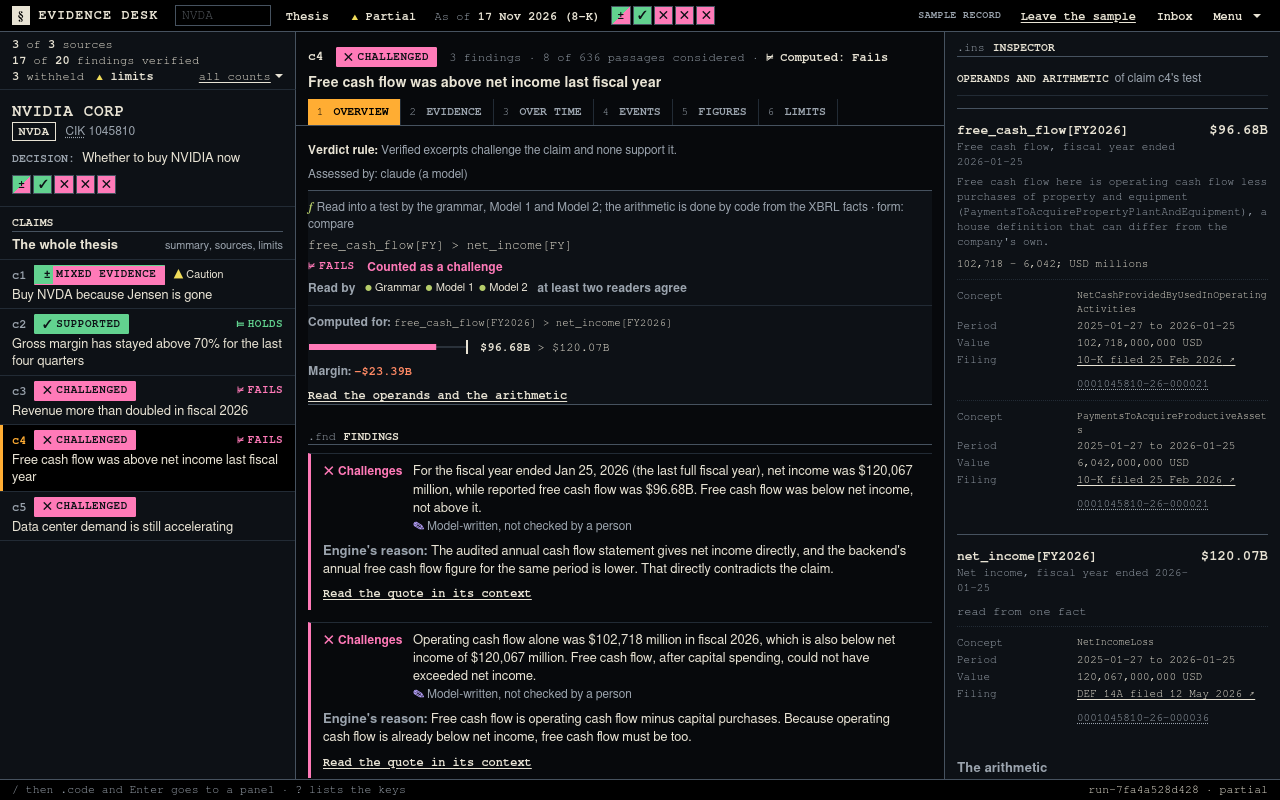 § EVIDENCE DESK NVDA Thesis ▲ Partial As of 17 Nov 2026 (8-K) ± ✓ ✕ ✕ ✕ SAMPLE RECORD Leave the sample Inbox Menu
3 of 3 sources
17 of 20 findings verified
3 withheld ▲ limits all counts
NVIDIA CORP
NVDA CIK 1045810
DECISION: Whether to buy NVIDIA now
± ✓ ✕ ✕ ✕
CLAIMS
The whole thesis summary, sources, limits
c1 ± MIXED EVIDENCE ▲ Caution
Buy NVDA because Jensen is gone
c2 ✓ SUPPORTED ⊨ HOLDS
Gross margin has stayed above 70% for the last
four quarters
c3 ✕ CHALLENGED ⊭ FAILS
Revenue more than doubled in fiscal 2026
c4 ✕ CHALLENGED ⊭ FAILS
Free cash flow was above net income last fiscal
year
c5 ✕ CHALLENGED
Data center demand is still accelerating
c4 ✕ CHALLENGED 3 findings · 8 of 636 passages considered · ⊭ Computed: Fails
Free cash flow was above net income last fiscal year
1 OVERVIEW 2 EVIDENCE 3 OVER TIME 4 EVENTS 5 FIGURES 6 LIMITS
Verdict rule: Verified excerpts challenge the claim and none support it.
Assessed by: claude (a model)
ƒ Read into a test by the grammar, Model 1 and Model 2; the arithmetic is done by code from the XBRL facts · form:
compare
free_cash_flow[FY] > net_income[FY]
⊭ FAILS Counted as a challenge
Read by ● Grammar ● Model 1 ● Model 2 at least two readers agree
Computed for: free_cash_flow[FY2026] > net_income[FY2026]
$96.68B > $120.07B
Margin: −$23.39B
Read the operands and the arithmetic
.fnd FINDINGS
✕ Challenges For the fiscal year ended Jan 25, 2026 (the last full fiscal year), net income was $120,067
million, while reported free cash flow was $96.68B. Free cash flow was below net income,
not above it.
✎ Model-written, not checked by a person
Engine's reason: The audited annual cash flow statement gives net income directly, and the backend's
annual free cash flow figure for the same period is lower. That directly contradicts the claim.
Read the quote in its context
✕ Challenges Operating cash flow alone was $102,718 million in fiscal 2026, which is also below net
income of $120,067 million. Free cash flow, after capital spending, could not have
exceeded net income.
✎ Model-written, not checked by a person
Engine's reason: Free cash flow is operating cash flow minus capital purchases. Because operating
cash flow is already below net income, free cash flow must be too.
Read the quote in its context
.ins INSPECTOR
OPERANDS AND ARITHMETIC of claim c4's test
free_cash_flow[FY2026] $96.68B
Free cash flow, fiscal year ended
2026-01-25
Free cash flow here is operating cash flow less
purchases of property and equipment
(PaymentsToAcquirePropertyPlantAndEquipment), a
house definition that can differ from the
company's own.
102,718 − 6,042; USD millions
Concept NetCashProvidedByUsedInOperating
Activities
Period 2025-01-27 to 2026-01-25
Value 102,718,000,000 USD
Filing 10-K filed 25 Feb 2026 ↗
0001045810-26-000021
Concept PaymentsToAcquireProductiveAsset
s
Period 2025-01-27 to 2026-01-25
Value 6,042,000,000 USD
Filing 10-K filed 25 Feb 2026 ↗
0001045810-26-000021
net_income[FY2026] $120.07B
Net income, fiscal year ended 2026-
01-25
read from one fact
Concept NetIncomeLoss
Period 2025-01-27 to 2026-01-25
Value 120,067,000,000 USD
Filing DEF 14A filed 12 May 2026 ↗
0001045810-26-000036
The arithmetic
/ then .code and Enter goes to a panel · ? lists the keys run-7fa4a528d428 · partial